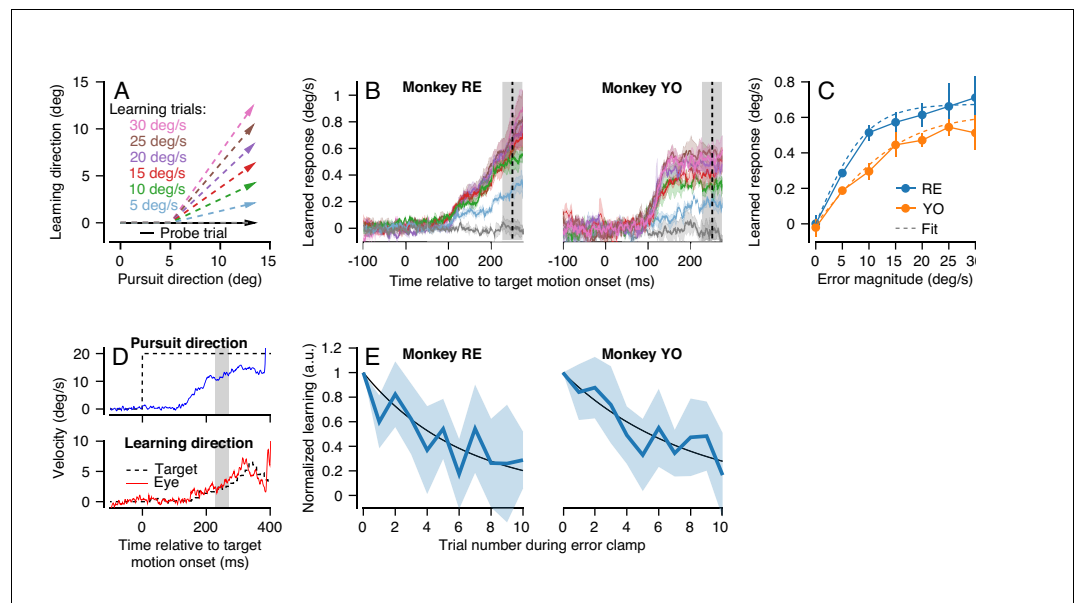 A
Learning direction (deg)
15
10
5
0
Learning trials:
30 deg/s
25 deg/s
20 deg/s
15 deg/s
10 deg/s
5 deg/s
Probe trial
0 5 10 15
Pursuit direction (deg)
B
Monkey RE
Monkey YO
Learned response (deg/s)
1
0.8
0.6
0.4
0.2
0
-100 0 100 200
-100 0 100 200
Time relative to target motion onset (ms)
C
Learned response (deg/s)
0.8
0.6
0.4
0.2
0
RE
YO
Fit
0 5 10 15 20 25
Error magnitude (deg/s)
D
Pursuit direction
20
10
0
Velocity (deg/s)
Learning direction
10
5
0
Target
Eye
0 200 400
Time relative to target
motion onset (ms)
E
Monkey RE
Monkey YO
Normalized learning (a.u.)
1.2
1
0.8
0.6
0.4
0.2
0
0 2 4 6 8 10
0 2 4 6 8 10
Trial number during error clamp